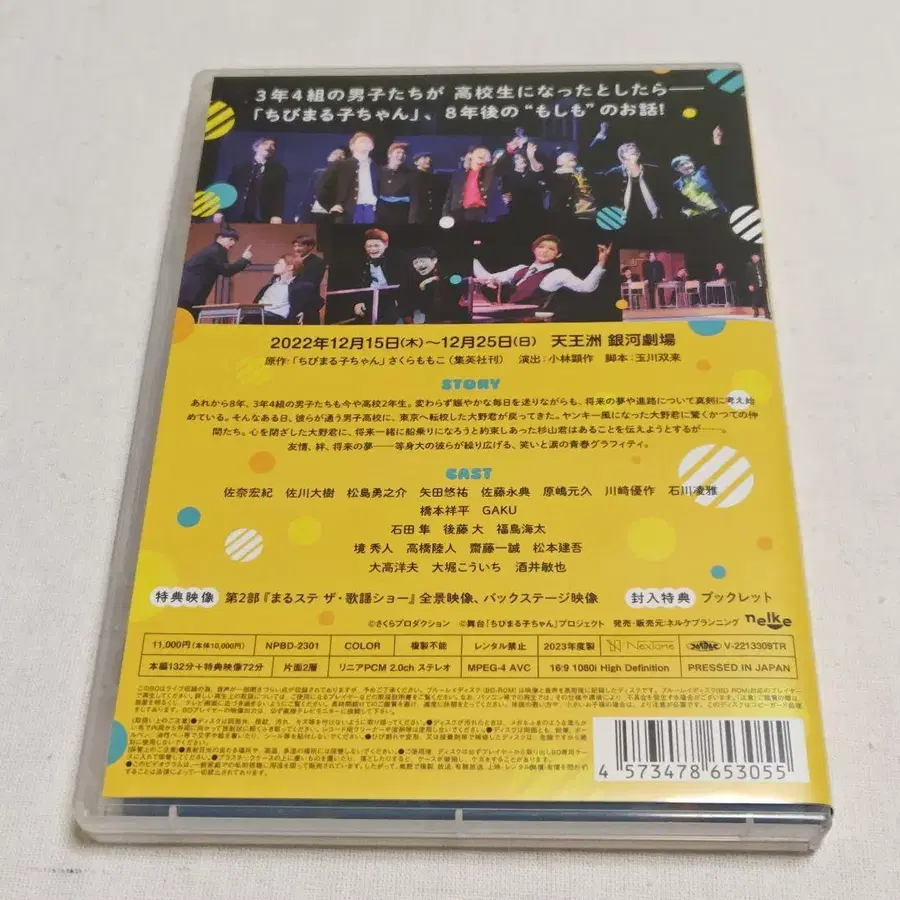 3年4組の男子たちが 高校生になったとしたら——
「ちびまる子ちゃん」、8年後の“もしも”のお話!
2022年12月15日(木)~12月25日(日) 天王洲 銀河劇場
原作:「ちびまる子ちゃん」さくらももこ(集英社刊) 演出:小林顕作 脚本:玉川双来
STORY
あれから8年、3年4組の男子たちも今や高校2年生。変わらず賑やかな毎日を送りながら、将来の夢や進路について真剣に考え始
めている。そんなある日、彼らが通う男子高校に、東京へ転校した大野君が戻ってきた。ヤンキー風になった大野君に驚くかつての仲
間たち。心を閉ざした大野君に、将来一緒に船乗りになろうと約束しあった杉山君はあることを伝えようとするが……。
友情、絆、将来の夢——等身大の彼らが繰り広げる、笑いと涙の青春グラフィティ。
CAST
佐奈宏紀 佐川大樹 松島勇之介 矢田悠祐 佐藤永典 原嶋元久 川﨑優作 石川凌雅
橋本祥平 GAKU
石田 隼 後藤 大 福島海太
境 秀人 高橋陸人 齋藤一誠 松本建吾
大高洋夫 大堀こういち 酒井敏也
特典映像 第2部『まるステ ザ・歌謡ショー』全景映像、バックステージ映像 封入特典 ブックレット
©さくらプロダクション ©舞台「ちびまる子ちゃん」プロジェクト 発売・販売元:ネルケプランニング nelke
11,000円(本体10,000円) NPBD-2301 COLOR 複製不能 レンタル禁止 2023年度製 NexTone V-2213309TR
本編132分+特典映像72分 片面2層 リニアPCM 2.0ch ステレオ MPEG-4 AVC 16:9 1080i High Definition PRESSED IN JAPAN
4 573478 653055